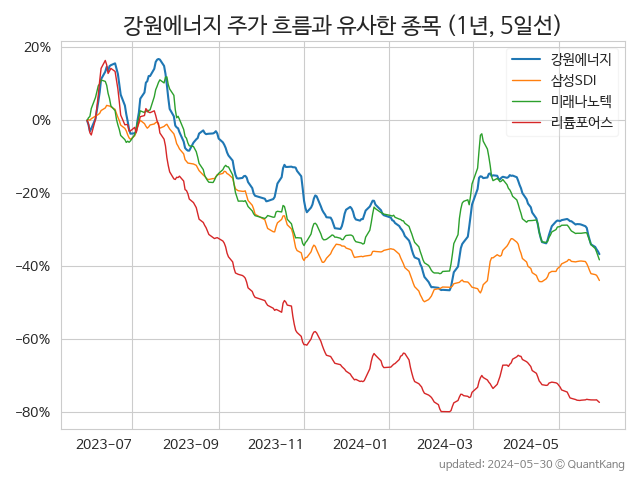 강원에너지 주가 흐름과 유사한 종목 (1년, 5일선)
20%
0%
−20%
−40%
−60%
−80%
강원에너지
삼성SDI
미래나노텍
리튬포어스
2023-07
2023-09
2023-11
2024-01
2024-03
2024-05
updated: 2024-05-30 ⓒ QuantKang